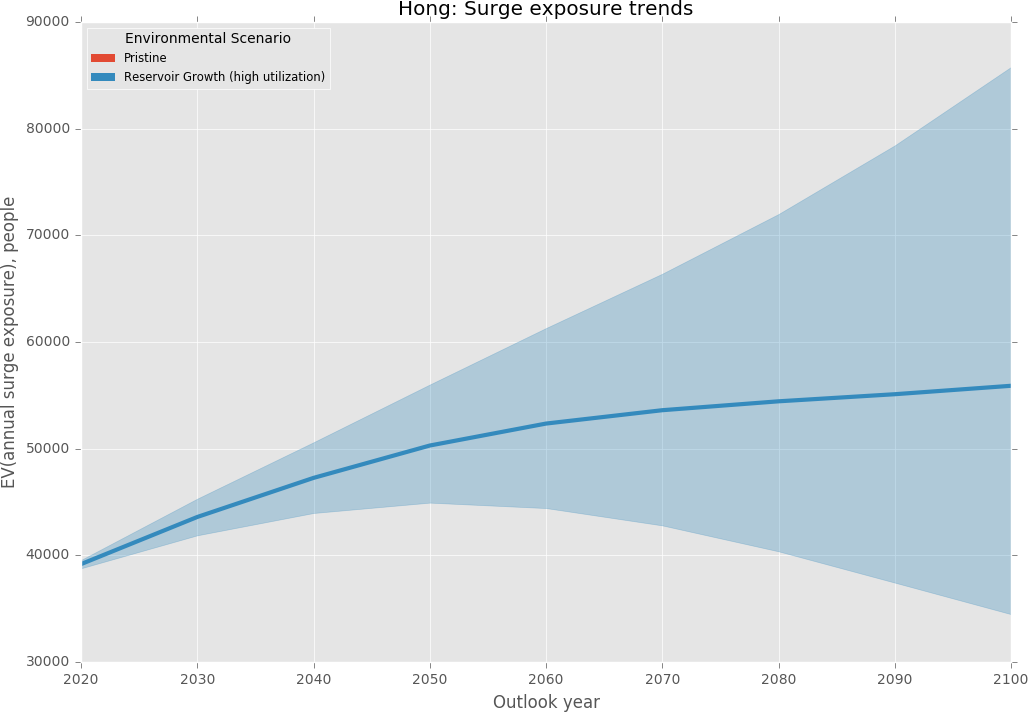 Hong: Surge exposure trends
90000
80000
70000
60000
50000
40000
30000
EV(annual surge exposure), people
Environmental Scenario
Pristine
Reservoir Growth (high utilization)
2020 2030 2040 2050 2060 2070 2080 2090 2100
Outlook year